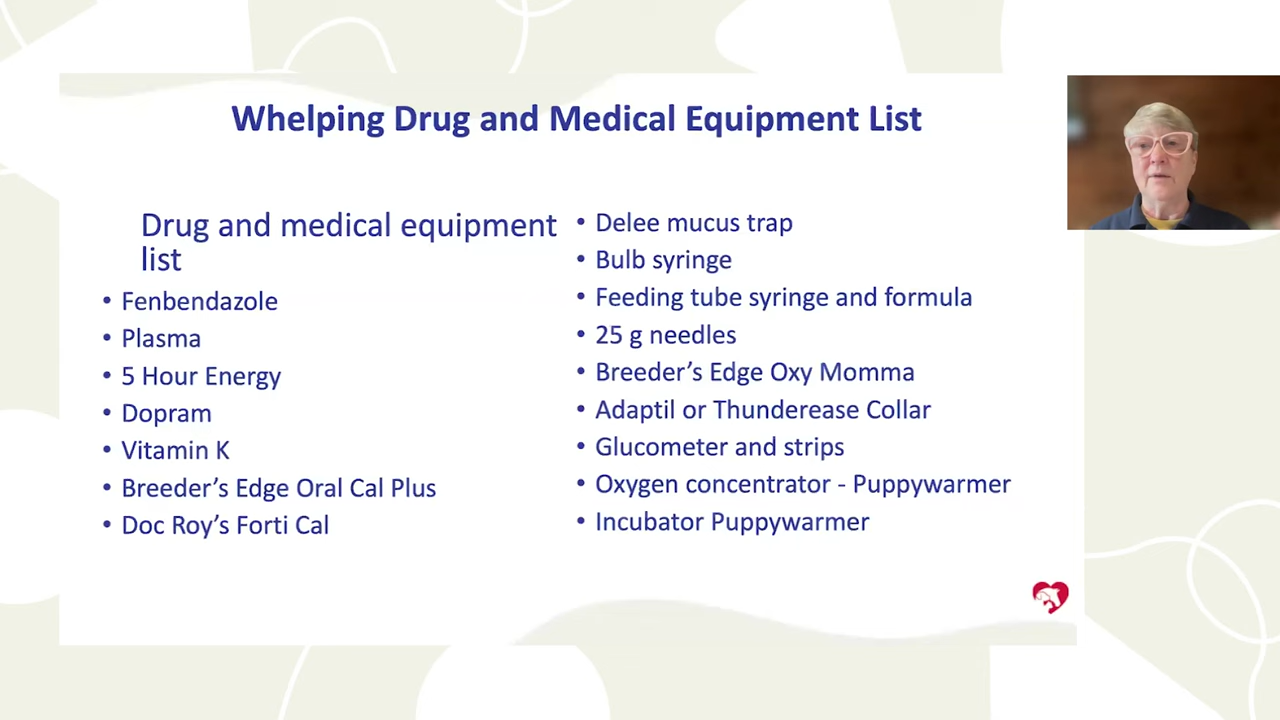 Whelping Drug and Medical Equipment List
Drug and medical equipment
list
• Fenbendazole
• Plasma
• 5 Hour Energy
• Dopram
• Vitamin K
• Breeder’s Edge Oral Cal Plus
• Doc Roy’s Forti Cal
• Delee mucus trap
• Bulb syringe
• Feeding tube syringe and formula
• 25 g needles
• Breeder’s Edge Oxy Momma
• Adaptil or Thunderease Collar
• Glucometer and strips
• Oxygen concentrator - Puppywarmer
• Incubator Puppywarmer